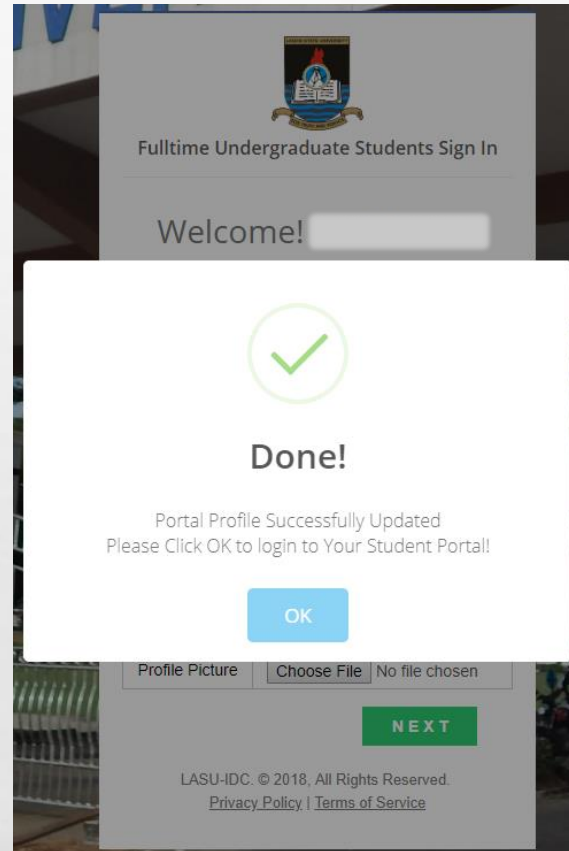 Fulltime Undergraduate Students Sign In
Welcome!
Done!
Portal Profile Successfully Updated
Please Click OK to login to Your Student Portal!
OK
Profile Picture Choose File No file chosen
NEXT
LASU-IDC. © 2018, All Rights Reserved.
Privacy Policy | Terms of Service